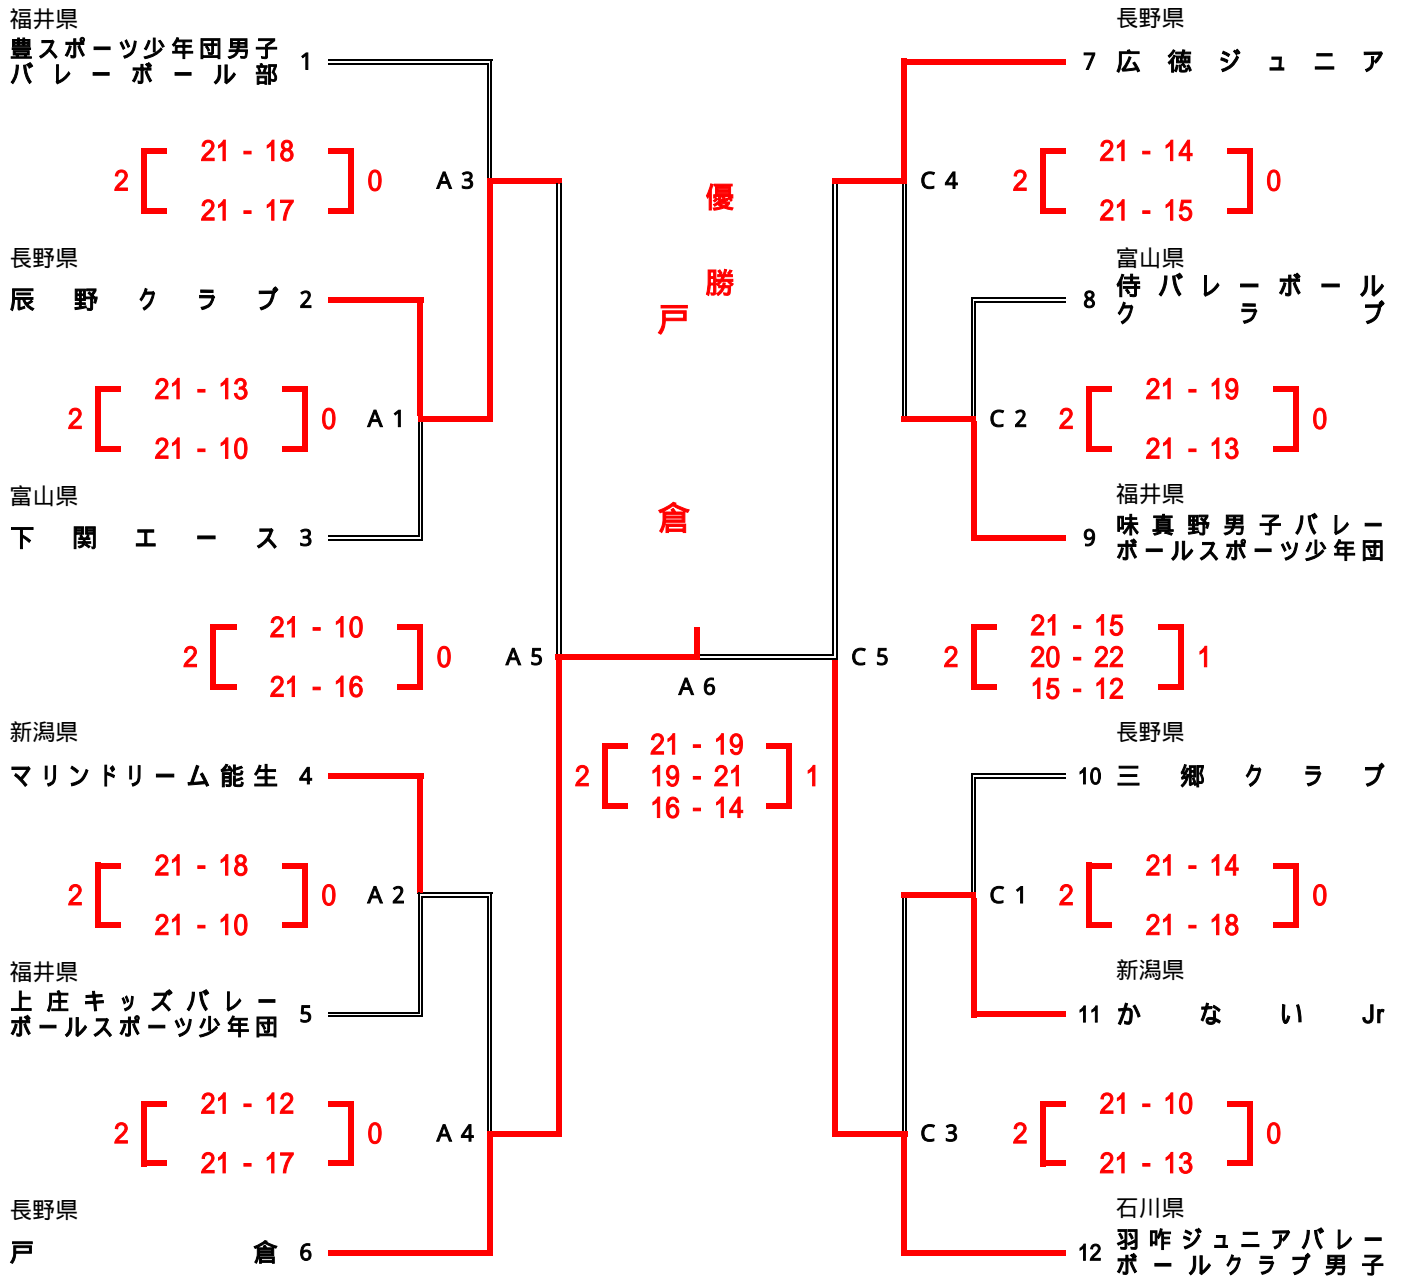 福井県
豊スポーツ少年団男子
バレーボール部
1
21 - 18
2 0
21 - 17
A 3
長野県
辰野クラブ 2
21 - 13
2 0
21 - 10
A 1
富山県
下関エース 3
21 - 10
2 0
21 - 16
A 5
新潟県
マリンドリーム能生 4
21 - 18
2 0
21 - 10
A 2
福井県
上庄キッズバレー
ボールスポーツ少年団
5
21 - 12
2 0
21 - 17
A 4
長野県
戸倉 6
優勝
戸倉
A 6
21 - 19
2 19 - 21 1
16 - 14
長野県
7 広徳ジュニア
C 4
21 - 14
2 0
21 - 15
富山県
8
侍バレーボール
クラブ
C 2
21 - 19
2 0
21 - 13
福井県
9
味真野男子バレー
ボールスポーツ少年団
C 5
21 - 15
2 20 - 22 1
15 - 12
長野県
10 三郷クラブ
C 1
21 - 14
2 0
21 - 18
新潟県
11 かないJr
C 3
21 - 10
2 0
21 - 13
石川県
12
羽咋ジュニアバレー
ボールクラブ男子